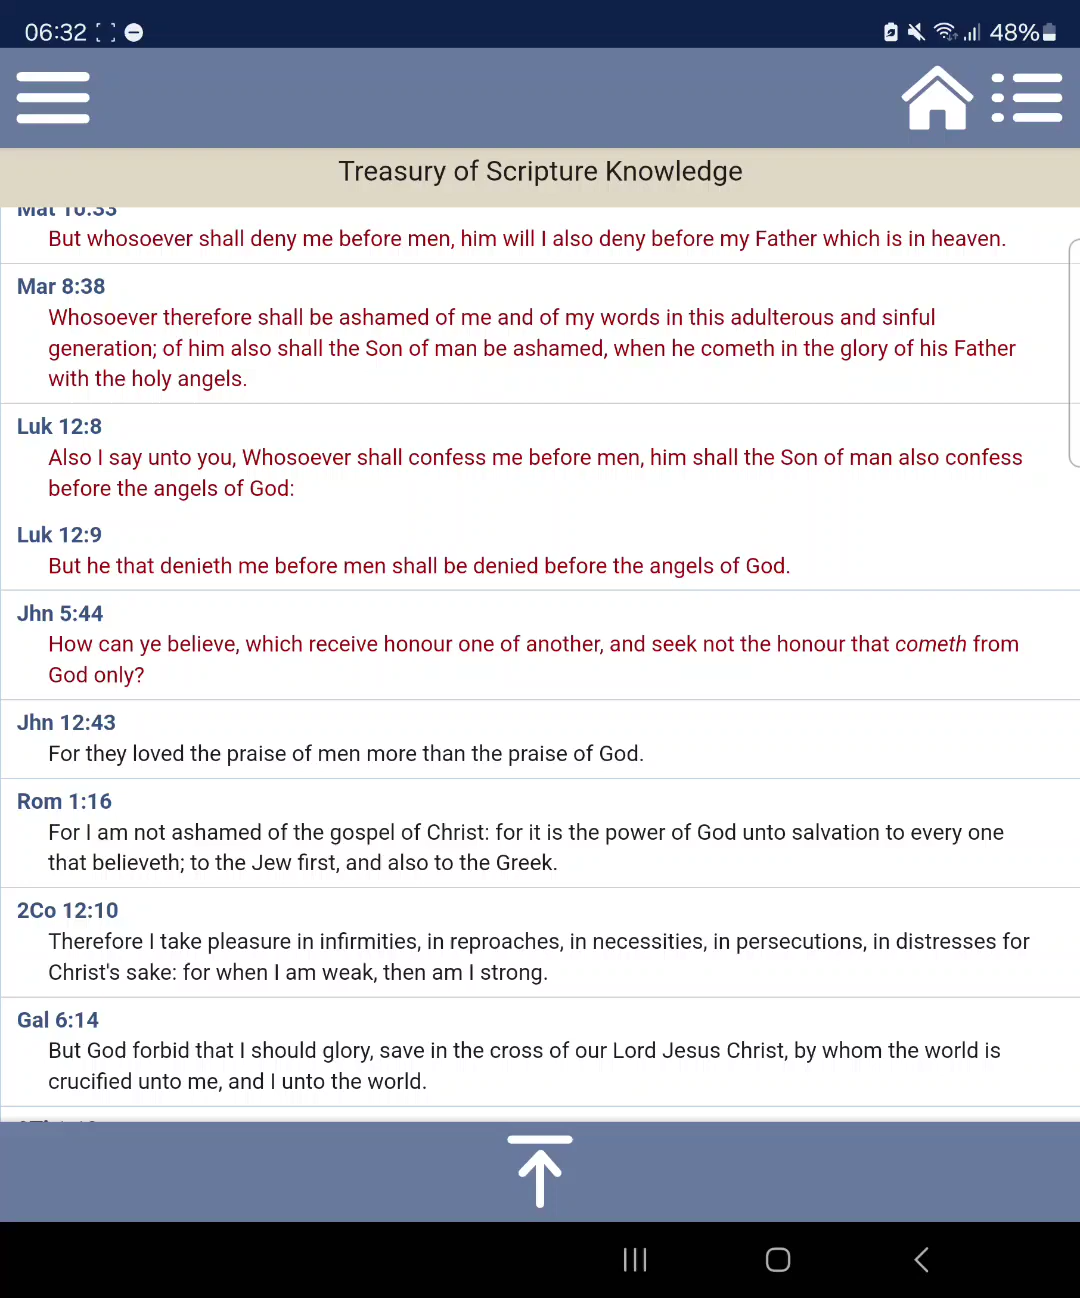 06:32
48%
Treasury of Scripture Knowledge
Mat 10:33
But whosoever shall deny me before men, him will I also deny before my Father which is in heaven.
Mar 8:38
Whosoever therefore shall be ashamed of me and of my words in this adulterous and sinful
generation; of him also shall the Son of man be ashamed, when he cometh in the glory of his Father
with the holy angels.
Luk 12:8
Also I say unto you, Whosoever shall confess me before men, him shall the Son of man also confess
before the angels of God:
Luk 12:9
But he that denieth me before men shall be denied before the angels of God.
Jhn 5:44
How can ye believe, which receive honour one of another, and seek not the honour that cometh from
God only?
Jhn 12:43
For they loved the praise of men more than the praise of God.
Rom 1:16
For I am not ashamed of the gospel of Christ: for it is the power of God unto salvation to every one
that believeth; to the Jew first, and also to the Greek.
2Co 12:10
Therefore I take pleasure in infirmities, in reproaches, in necessities, in persecutions, in distresses for
Christ's sake: for when I am weak, then am I strong.
Gal 6:14
But God forbid that I should glory, save in the cross of our Lord Jesus Christ, by whom the world is
crucified unto me, and I unto the world.